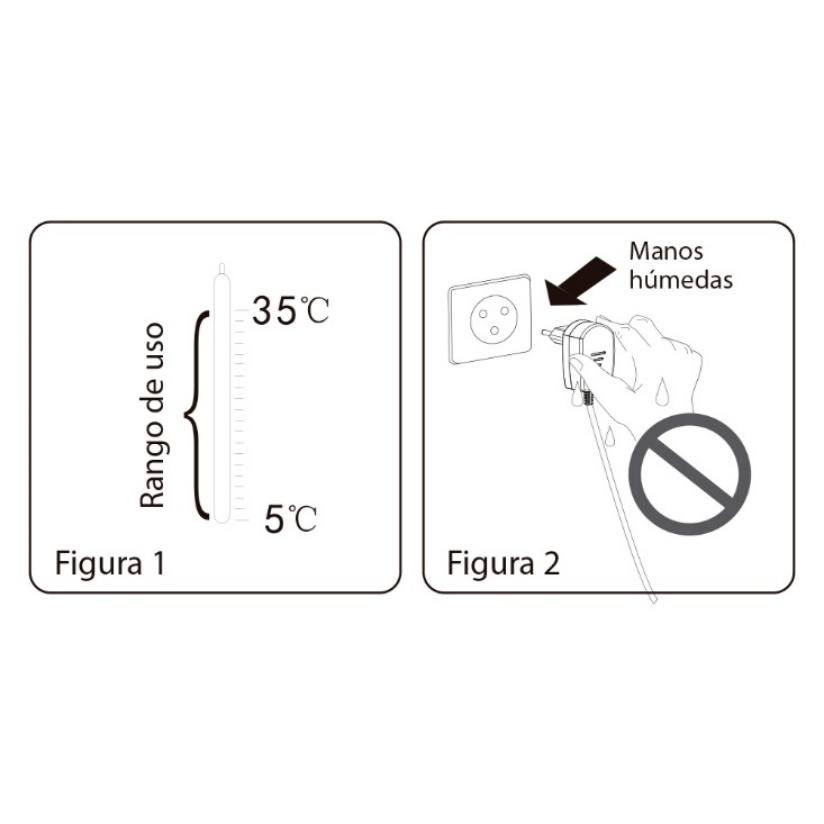 35℃
Rango de uso
5℃
Figura 1
Manos
húmedas
Figura 2